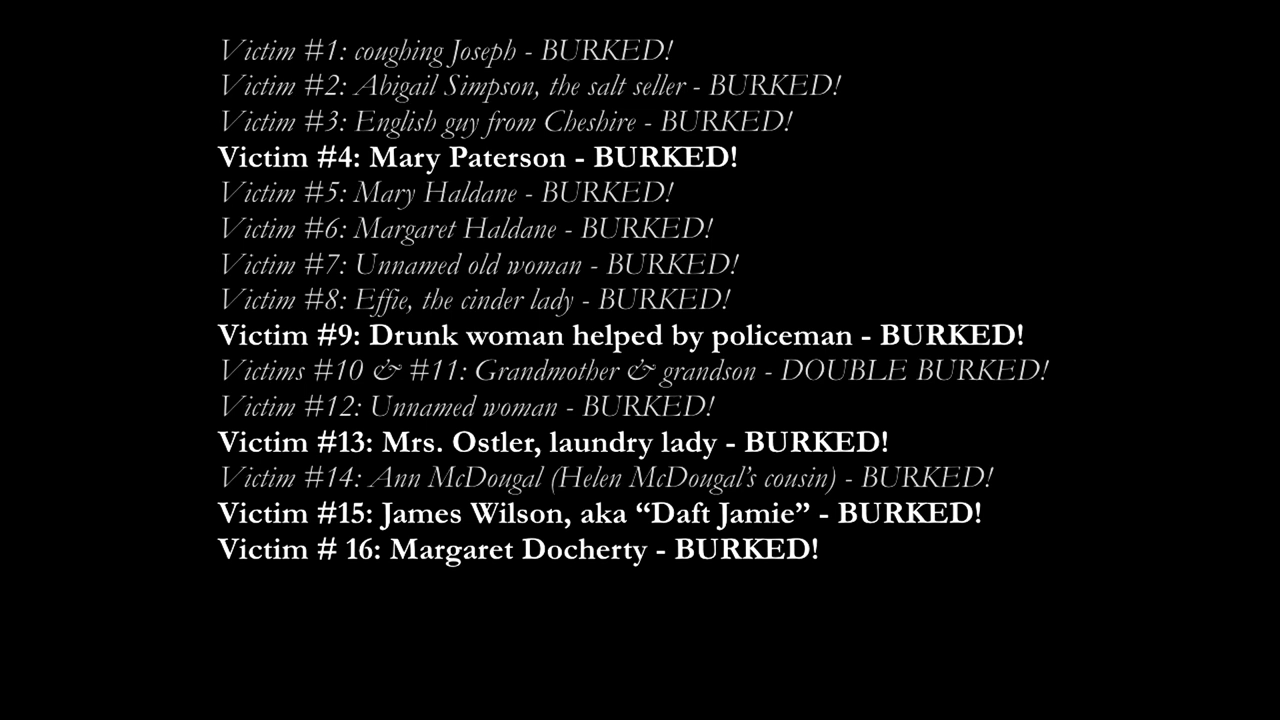 Victim #1: coughing Joseph - BURKED!
Victim #2: Abigail Simpson, the salt seller - BURKED!
Victim #3: English guy from Cheshire - BURKED!
Victim #4: Mary Paterson - BURKED!
Victim #5: Mary Haldane - BURKED!
Victim #6: Margaret Haldane - BURKED!
Victim #7: Unnamed old woman - BURKED!
Victim #8: Effie, the cinder lady - BURKED!
Victim #9: Drunk woman helped by policeman - BURKED!
Victims #10 & #11: Grandmother & grandson - DOUBLE BURKED!
Victim #12: Unnamed woman - BURKED!
Victim #13: Mrs. Ostler, laundry lady - BURKED!
Victim #14: Ann McDougal (Helen McDougal’s cousin) - BURKED!
Victim #15: James Wilson, aka “Daft Jamie” - BURKED!
Victim # 16: Margaret Docherty - BURKED!